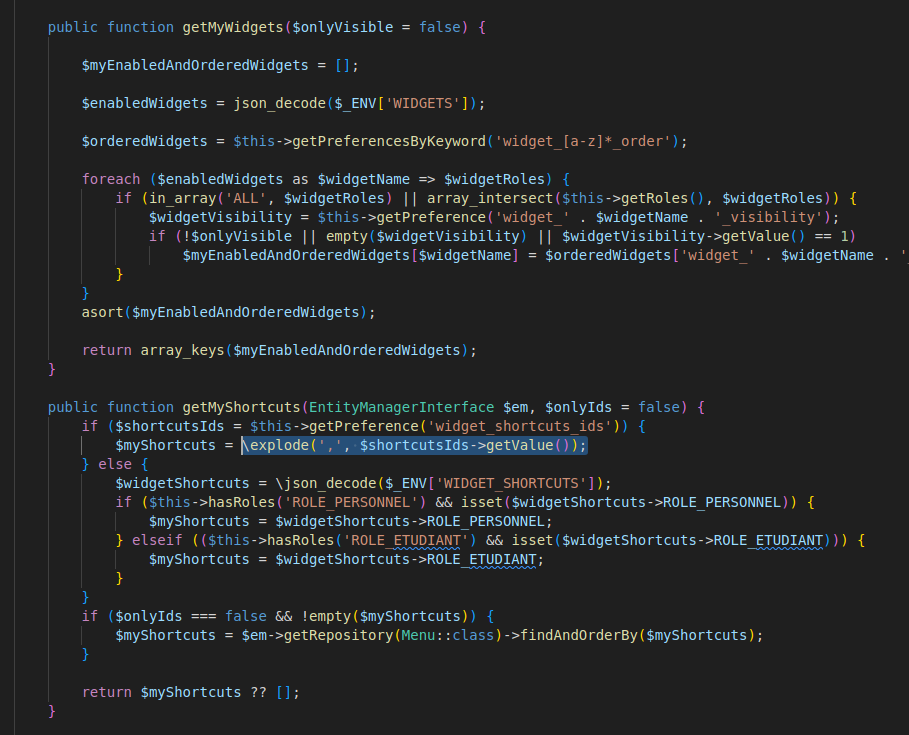 public function getMyWidgets($onlyVisible = false) {
$myEnabledAndOrderedWidgets = [];
$enabledWidgets = json_decode($_ENV['WIDGETS']);
$orderedWidgets = $this->getPreferencesByKeyword('widget_[a-z]*_order');
foreach ($enabledWidgets as $widgetName => $widgetRoles) {
if (in_array('ALL', $widgetRoles) || array_intersect($this->getRoles(), $widgetRoles)) {
$widgetVisibility = $this->getPreference('widget_' . $widgetName . '_visibility');
if (!$onlyVisible || empty($widgetVisibility) || $widgetVisibility->getValue() == 1)
$myEnabledAndOrderedWidgets[$widgetName] = $orderedWidgets['widget_' . $widgetName . '_
}
}
asort($myEnabledAndOrderedWidgets);
return array_keys($myEnabledAndOrderedWidgets);
}
public function getMyShortcuts(EntityManagerInterface $em, $onlyIds = false) {
if ($shortcutsIds = $this->getPreference('widget_shortcuts_ids')) {
$myShortcuts = \explode(',', $shortcutsIds->getValue());
} else {
$widgetShortcuts = \json_decode($_ENV['WIDGET_SHORTCUTS']);
if ($this->hasRoles('ROLE_PERSONNEL') && isset($widgetShortcuts->ROLE_PERSONNEL)) {
$myShortcuts = $widgetShortcuts->ROLE_PERSONNEL;
} elseif (($this->hasRoles('ROLE_ETUDIANT') && isset($widgetShortcuts->ROLE_ETUDIANT))) {
$myShortcuts = $widgetShortcuts->ROLE_ETUDIANT;
}
}
if ($onlyIds === false && !empty($myShortcuts)) {
$myShortcuts = $em->getRepository(Menu::class)->findAndOrderBy($myShortcuts);
}
return $myShortcuts ?? [];
}